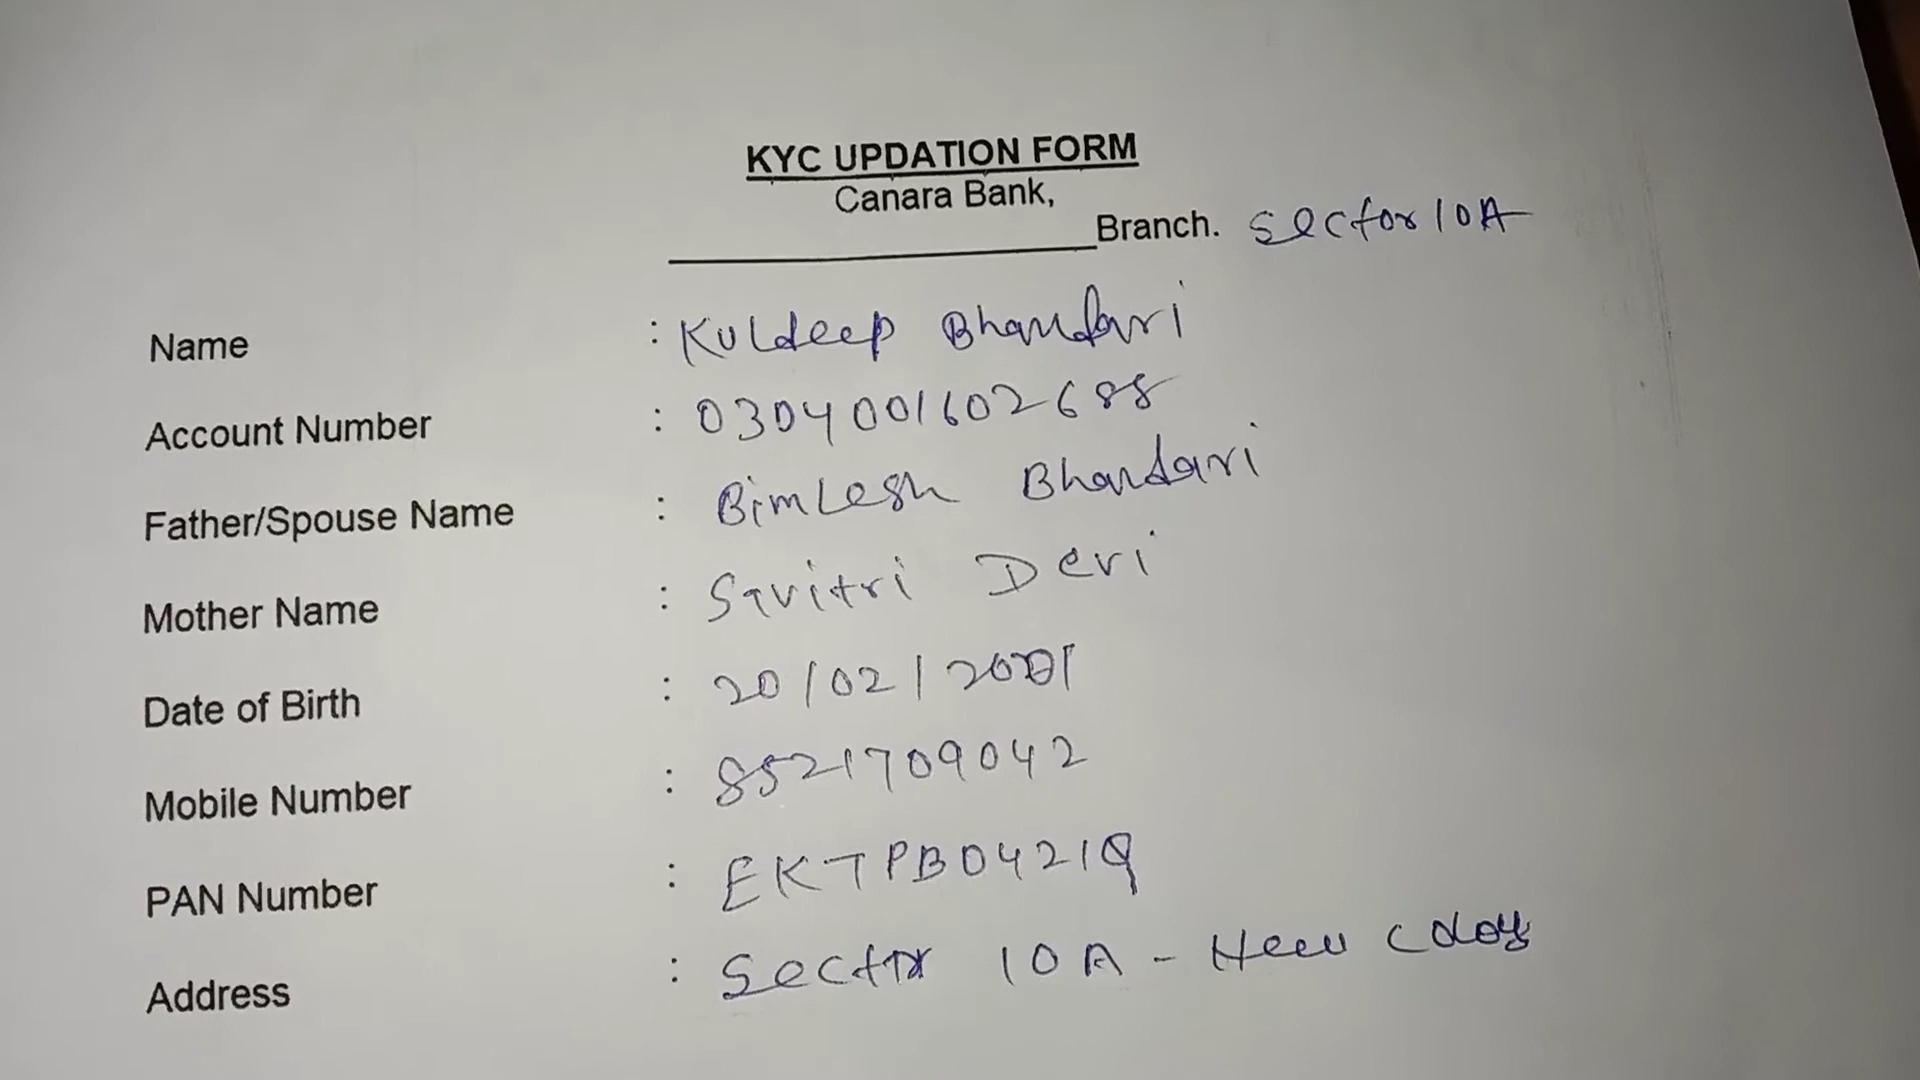 KYC UPDATION FORM
Canara Bank,
Branch. Sector 10A
Name : Kuldeep Bhandari
Account Number : 0304001602688
Father/Spouse Name : Bimlesh Bhandari
Mother Name : Savitri Devi
Date of Birth : 20/02/2001
Mobile Number : 8521709042
PAN Number : EKTPB0421Q
Address : Sector 10A - New